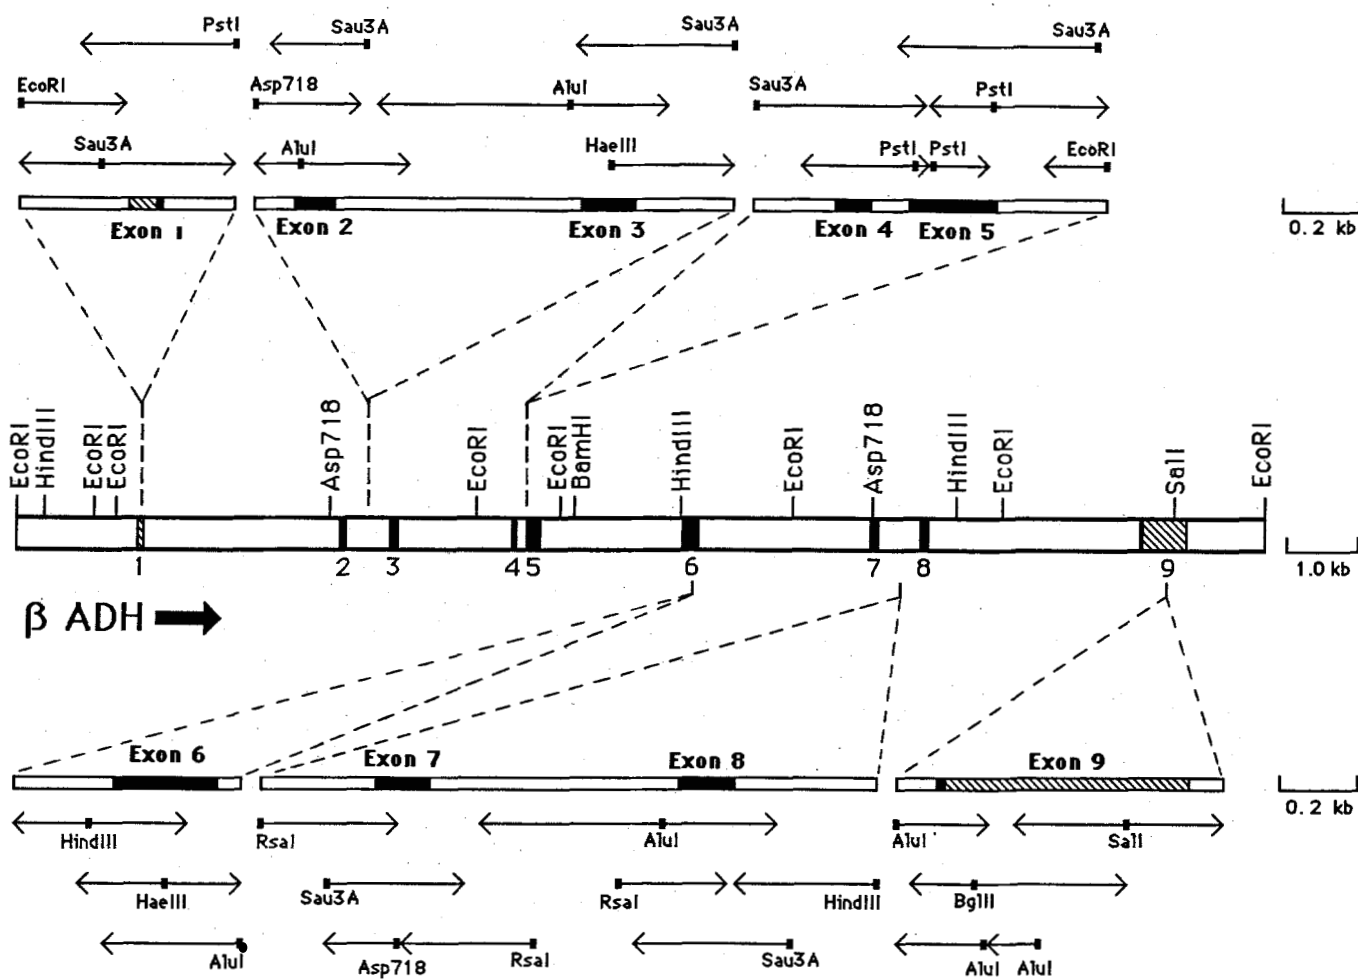 PstI Sau3A Sau3A Sau3A
EcoRI Asp718 AluI Sau3A PstI
Sau3A AluI HaeIII PstI PstI EcoRI
Exon 1 Exon 2 Exon 3 Exon 4 Exon 5 0.2 kb
EcoRI HindIII EcoRI EcoRI Asp718 EcoRI EcoRI BamHI HindIII EcoRI Asp718 HindIII EcoRI SalI EcoRI
1 2 3 4 5 6 7 8 9 1.0 kb
β ADH
Exon 6 Exon 7 Exon 8 Exon 9
0.2 kb
HindIII RsaI AluI AluI SalI
HaeIII Sau3A RsaI HindIII BglII
AluI Asp718 RsaI Sau3A AluI AluI